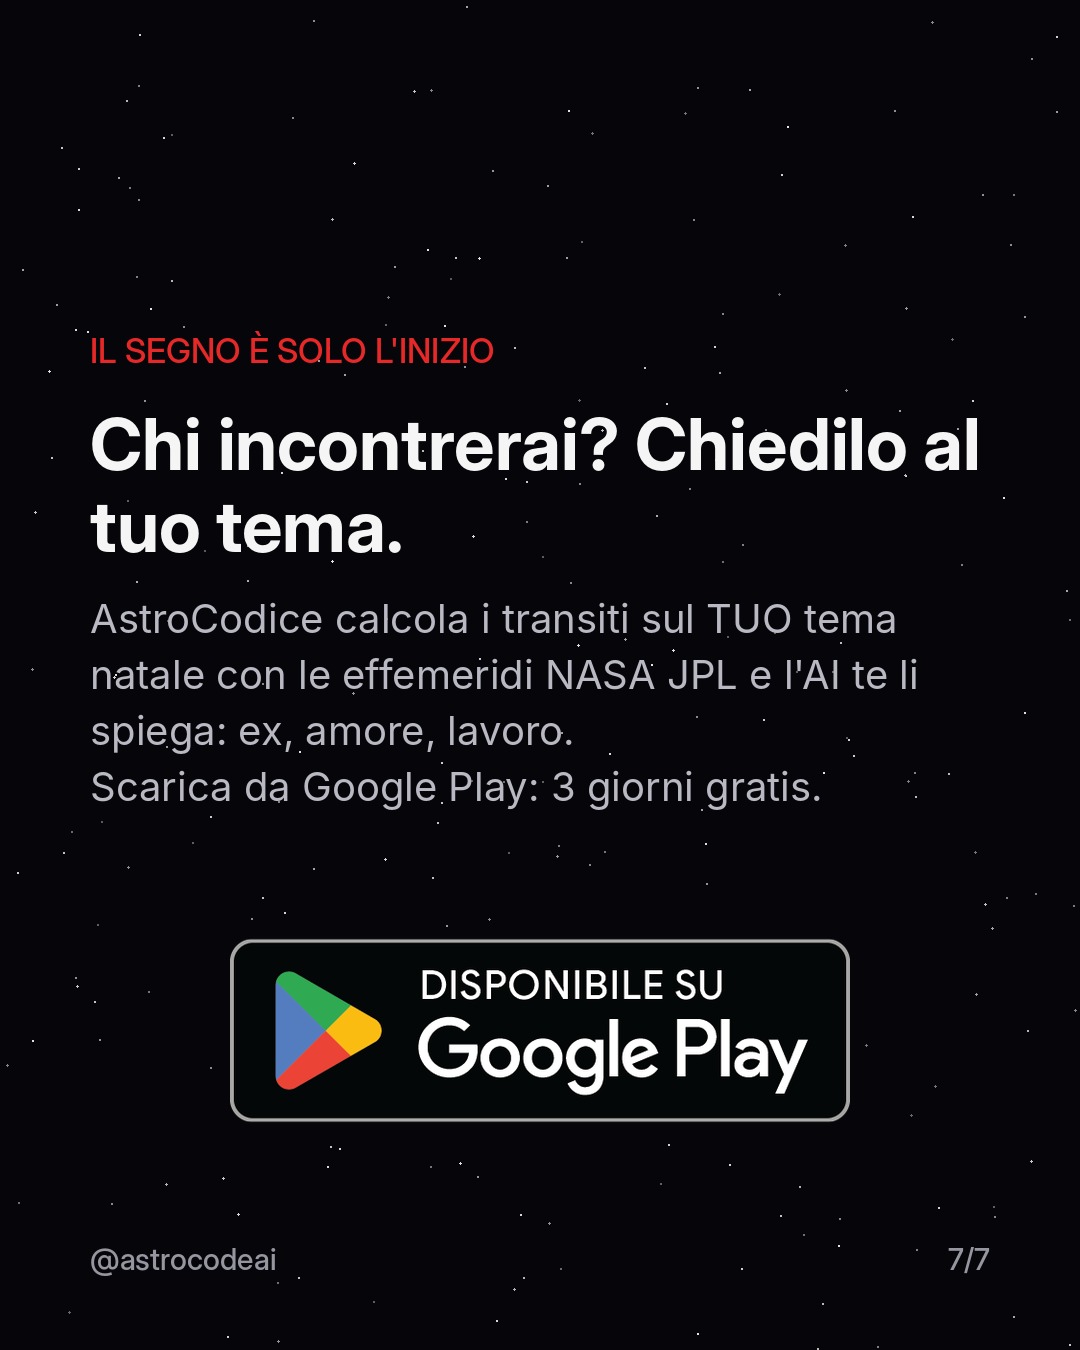 IL SEGNO È SOLO L'INIZIO
Chi incontrerai? Chiedilo al
tuo tema.
AstroCodice calcola i transiti sul TUO tema
natale con le effemeridi NASA JPL e l'AI te li
spiega: ex, amore, lavoro.
Scarica da Google Play: 3 giorni gratis.
DISPONIBILE SU
Google Play
@astrocodeai
7/7